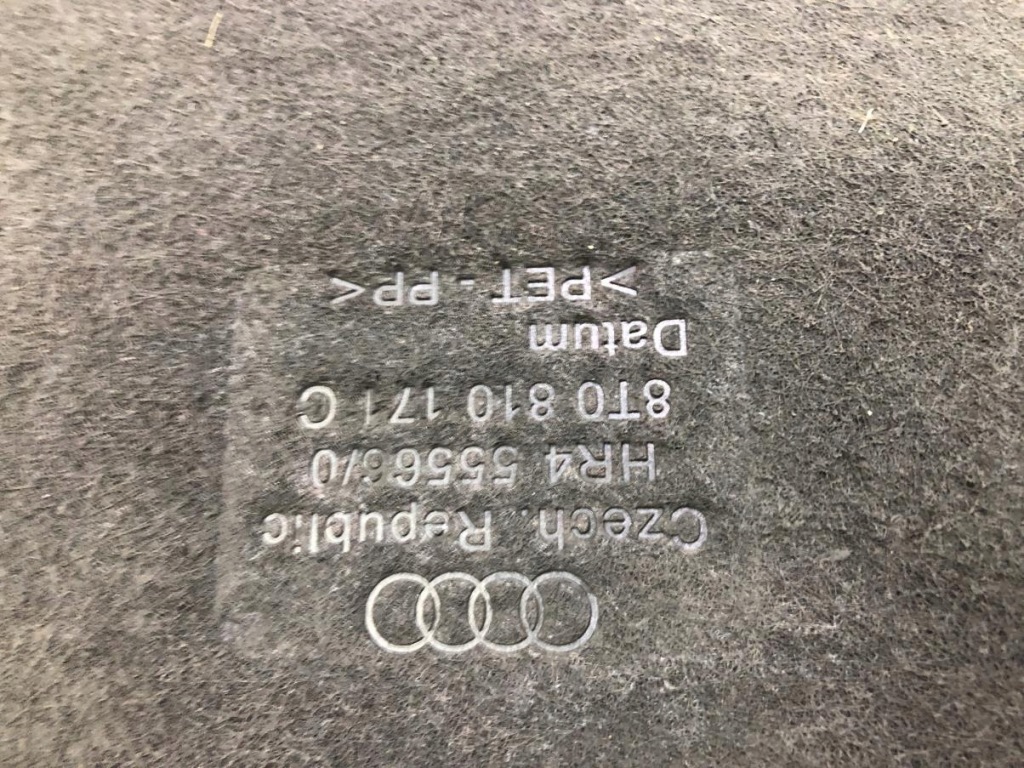 Czech. Republic
HR4 55566/0
8T0 810 171 C
Datum
>PET - PP<